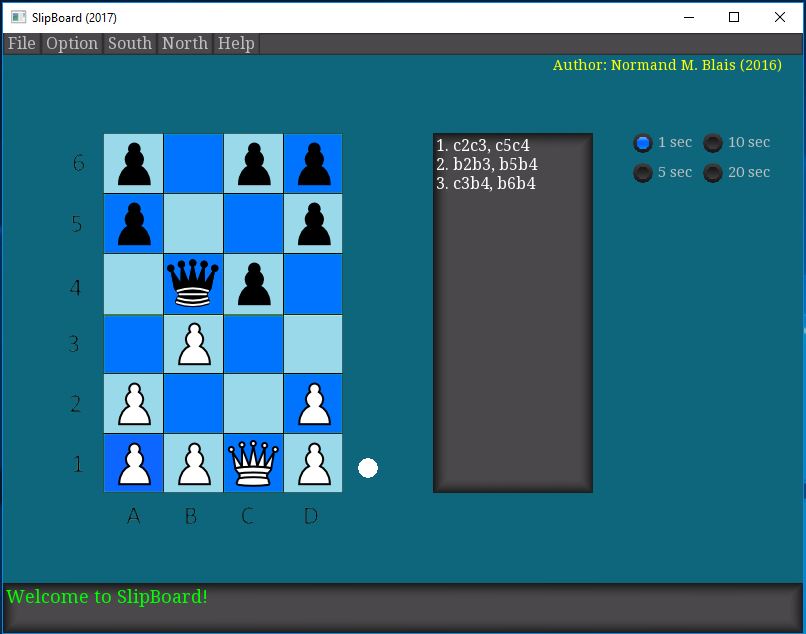 SlipBoard (2017)
File Option South North Help
Author: Normand M. Blais (2016)
1. c2c3, c5c4
2. b2b3, b5b4
3. c3b4, b6b4
1 sec 10 sec
5 sec 20 sec
6
5
4
3
2
1
A B C D
Welcome to SlipBoard!